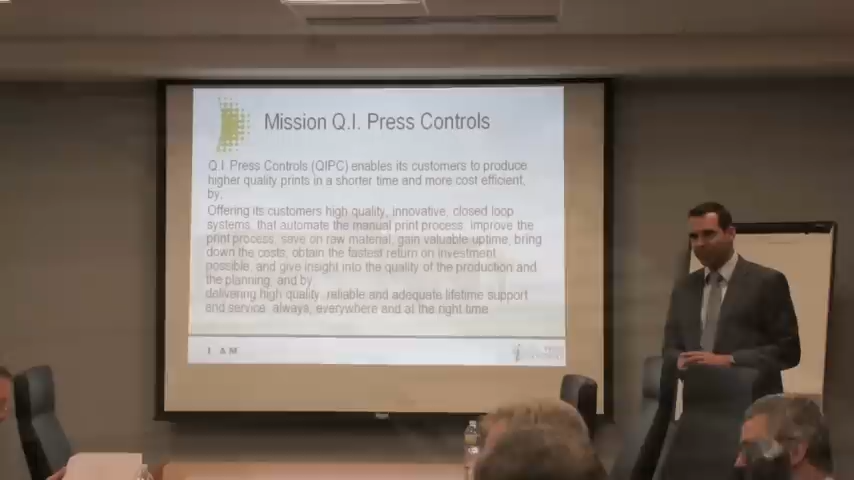 Mission Q.I. Press Controls
Q.I. Press Controls (QIPC) enables its customers to produce
higher quality prints in a shorter time and more cost efficient,
by,
Offering its customers high quality, innovative, closed loop
systems, that automate the manual print process, improve the
print process, save on raw material, gain valuable uptime, bring
down the costs, obtain the fastest return on investment
possible, and give insight into the quality of the production and
the planning, and by
delivering high quality, reliable and adequate lifetime support
and service, always, everywhere and at the right time
I AM